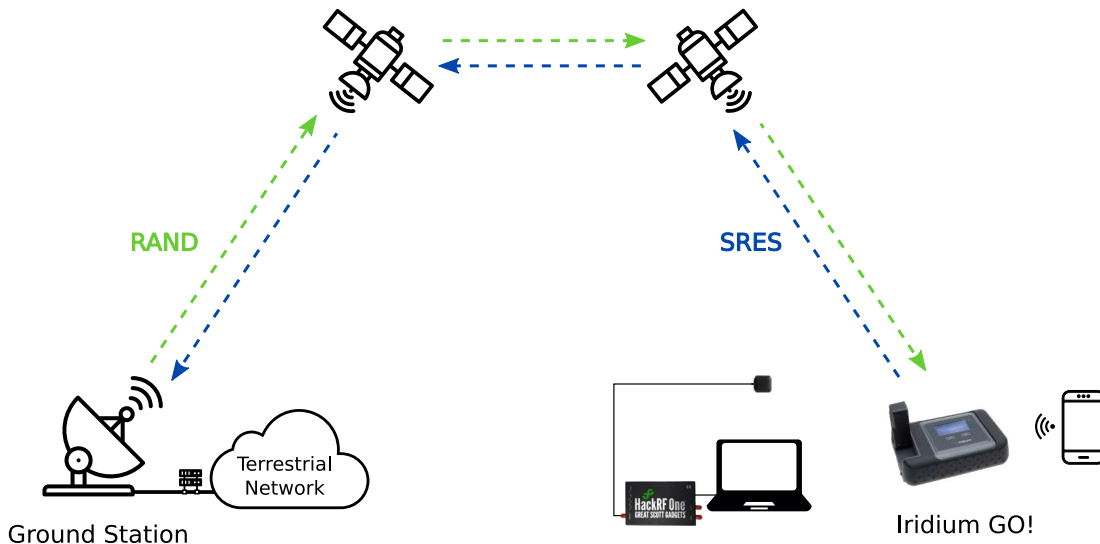 RAND
SRES
Terrestrial
Network
HackRF One
GREAT SCOTT GADGETS
Ground Station
Iridium GO!